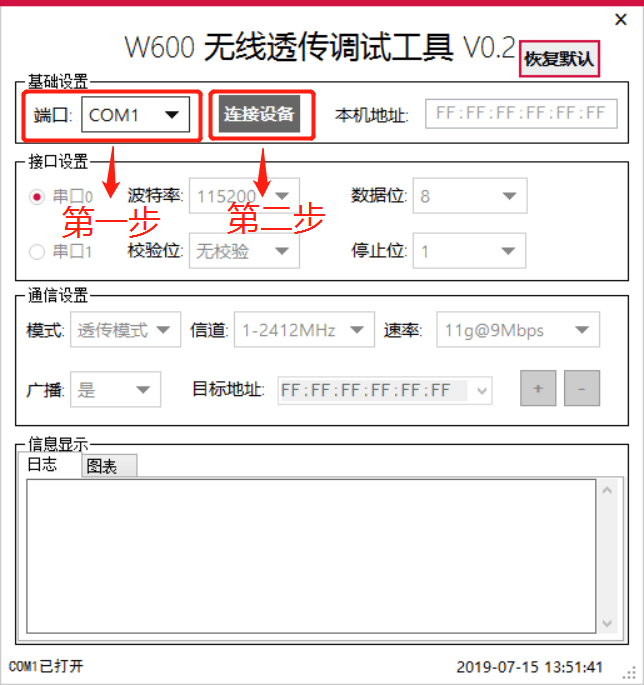 W600 无线透传调试工具 V0.2
恢复默认
基础设置
端口: COM1 连接设备 本机地址: FF:FF:FF:FF:FF:FF
接口设置
串口0 波特率: 115200 数据位: 8
第一步 第二步
串口1 校验位: 无校验 停止位: 1
通信设置
模式: 透传模式 信道: 1-2412MHz 速率: 11g@9Mbps
广播: 是 目标地址: FF:FF:FF:FF:FF:FF + -
信息显示
日志 图表
COM1已打开 2019-07-15 13:51:41